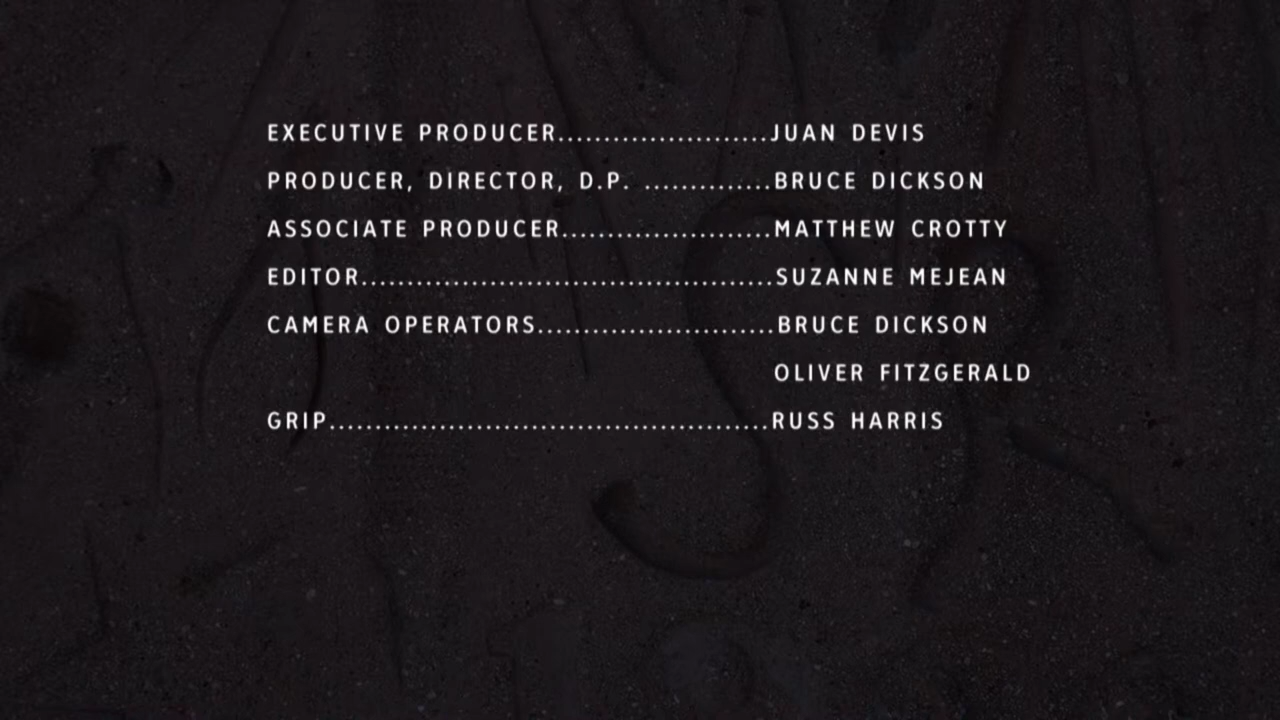 EXECUTIVE PRODUCER......................JUAN DEVIS
PRODUCER, DIRECTOR, D.P. .............BRUCE DICKSON
ASSOCIATE PRODUCER......................MATTHEW CROTTY
EDITOR...........................................SUZANNE MEJEAN
CAMERA OPERATORS.........................BRUCE DICKSON
OLIVER FITZGERALD
GRIP..............................................RUSS HARRIS